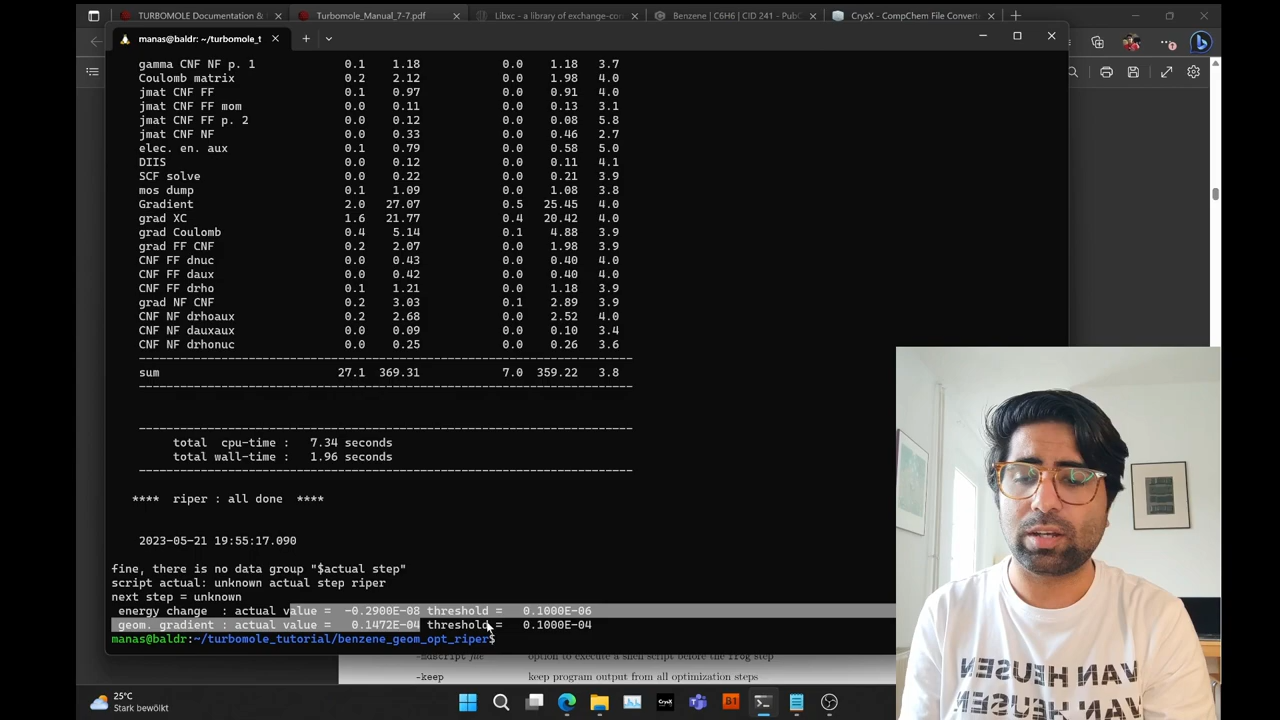 TURBOMOLE Documentation &
Turbomole_Manual_7-7.pdf
Libxc - a library of exchange-cor
Benzene | C6H6 | CID 241 - PubC
CrysX - CompChem File Convert
manas@baldr: ~/turbomole_t
gamma CNF NF p. 1 0.1 1.18 0.0 1.18 3.7
Coulomb matrix 0.2 2.12 0.0 1.98 4.0
jmat CNF FF 0.1 0.97 0.0 0.91 4.0
jmat CNF FF mom 0.0 0.11 0.0 0.13 3.1
jmat CNF FF p. 2 0.0 0.12 0.0 0.08 5.8
jmat CNF NF 0.0 0.33 0.0 0.46 2.7
elec. en. aux 0.1 0.79 0.0 0.58 5.0
DIIS 0.0 0.12 0.0 0.11 4.1
SCF solve 0.0 0.22 0.0 0.21 3.9
mos dump 0.1 1.09 0.0 1.08 3.8
Gradient 2.0 27.07 0.5 25.45 4.0
grad XC 1.6 21.77 0.4 20.42 4.0
grad Coulomb 0.4 5.14 0.1 4.88 3.9
grad FF CNF 0.2 2.07 0.0 1.98 3.9
CNF FF dnuc 0.0 0.43 0.0 0.40 4.0
CNF FF daux 0.0 0.42 0.0 0.40 4.0
CNF FF drho 0.1 1.21 0.0 1.18 3.9
grad NF CNF 0.2 3.03 0.1 2.89 3.9
CNF NF drhoaux 0.2 2.68 0.0 2.52 4.0
CNF NF dauxaux 0.0 0.09 0.0 0.10 3.4
CNF NF drhonuc 0.0 0.25 0.0 0.26 3.6
sum 27.1 369.31 7.0 359.22 3.8
total cpu-time : 7.34 seconds
total wall-time : 1.96 seconds
**** riper : all done ****
2023-05-21 19:55:17.090
fine, there is no data group "$actual step"
script actual: unknown actual step riper
next step = unknown
energy change : actual value = -0.2900E-08 threshold = 0.1000E-06
geom. gradient : actual value = 0.1472E-04 threshold = 0.1000E-04
manas@baldr:~/turbomole_tutorial/benzene_geom_opt_riper$
option to execute a shell script before the frog step
-keep keep program output from all optimization steps
VAN HEUSEN
VAN HEUSEN
25°C
Stark bewölkt
CrysX
B1